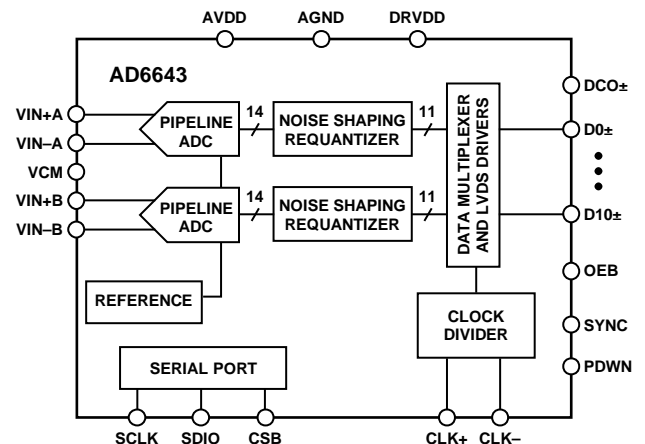 AVDD AGND DRVDD
AD6643
VIN+A
VIN–A
VCM
VIN+B
VIN–B
PIPELINE
ADC
14
NOISE SHAPING
REQUANTIZER
11
PIPELINE
ADC
14
NOISE SHAPING
REQUANTIZER
11
DATA MULTIPLEXER
AND LVDS DRIVERS
DCO±
D0±
D10±
OEB
SYNC
PDWN
REFERENCE
CLOCK
DIVIDER
SERIAL PORT
SCLK SDIO CSB CLK+ CLK–